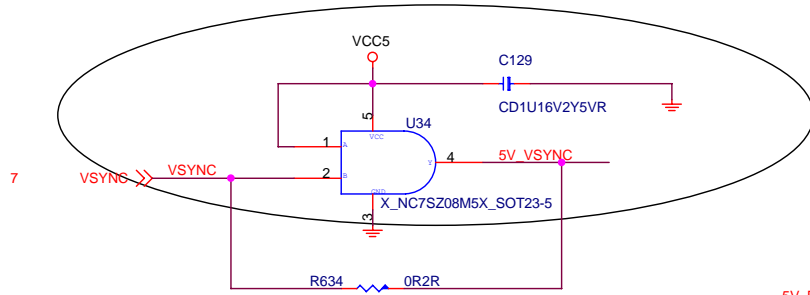 VCC5
C129
CD1U16V2Y5VR
5
U34
VCC
1
A
4
Y
5V_VSYNC
7
VSYNC
VSYNC
2
B
GND
3
X_NC7SZ08M5X_SOT23-5
R634
0R2R